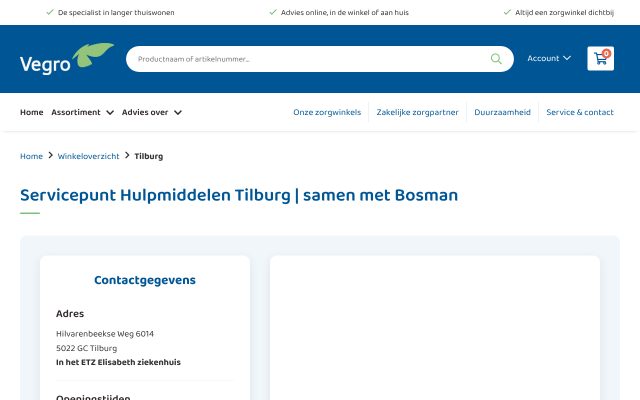 De specialist in langer thuiswonen
Advies online, in de winkel of aan huis
Altijd een zorgwinkel dichtbij
Vegro
Productnaam of artikelnummer...
Account
0
Home
Assortiment
Advies over
Onze zorgwinkels
Zakelijke zorgpartner
Duurzaamheid
Service & contact
Home > Winkeloverzicht > Tilburg
Servicepunt Hulpmiddelen Tilburg | samen met Bosman
Contactgegevens
Adres
Hilvarenbeekse Weg 6014
5022 GC Tilburg
In het ETZ Elisabeth ziekenhuis
Openingstijden